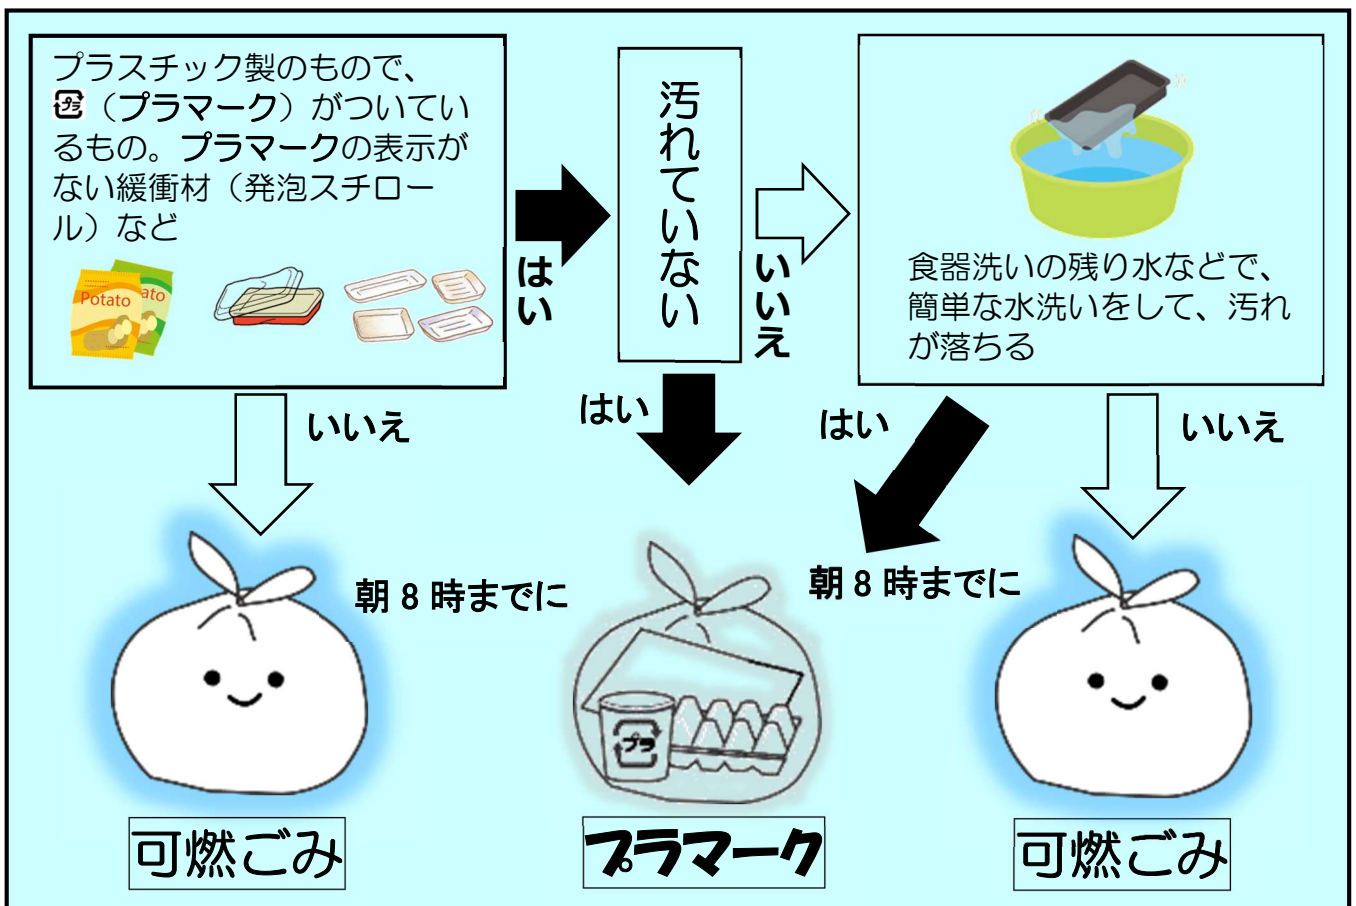 プラスチック製のもので、
プラ（プラマーク）がついてい
るもの。プラマークの表示が
ない緩衝材（発泡スチロー
ル）など
Potato
ato
はい
汚れていない
いいえ
食器洗いの残り水などで、
簡単な水洗いをして、汚れ
が落ちる
いいえ
はい
はい
いいえ
朝８時までに
朝８時までに
プラ
可燃ごみ
プラマーク
可燃ごみ